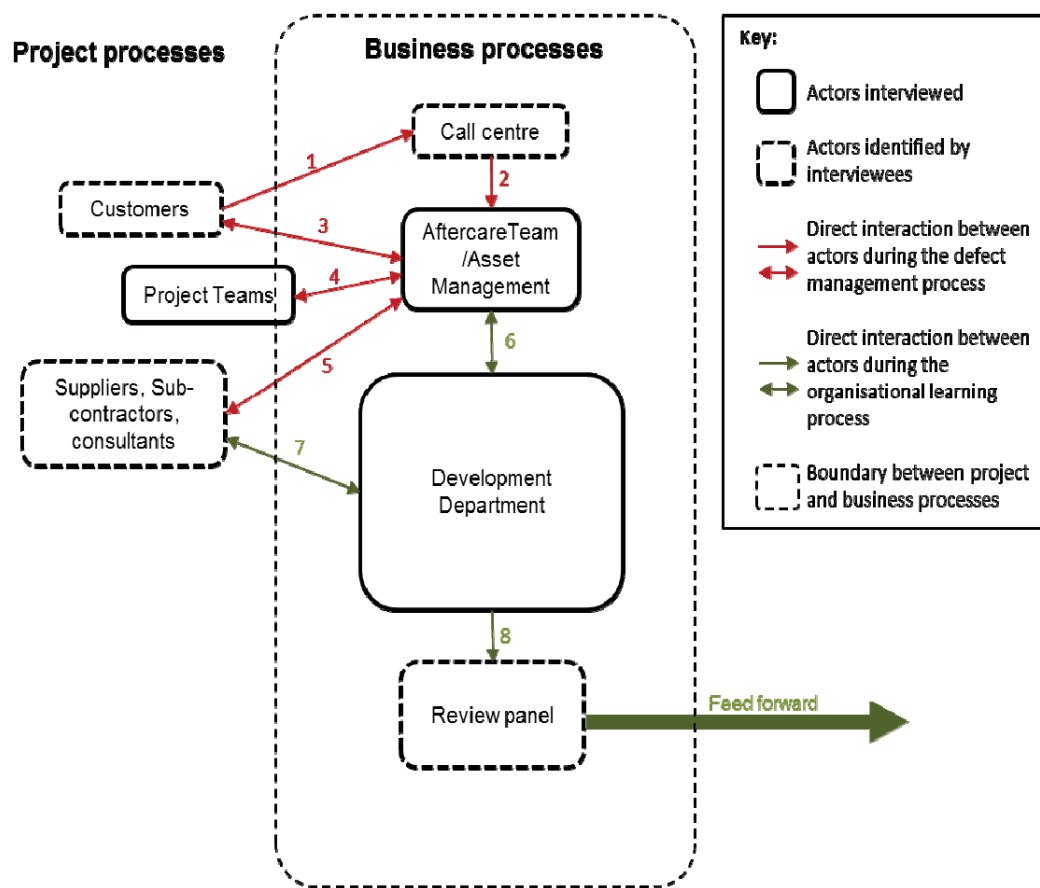 Project processes
Business processes
Call centre
1
2
Customers
3
AftercareTeam
/Asset
Management
Project Teams
4
5
6
Suppliers, Sub-
contractors,
consultants
7
Development
Department
8
Review panel
Feed forward
Key:
Actors interviewed
Actors identified by
interviewees
Direct interaction between
actors during the defect
management process
Direct interaction between
actors during the
organisational learning
process
Boundary between project
and business processes